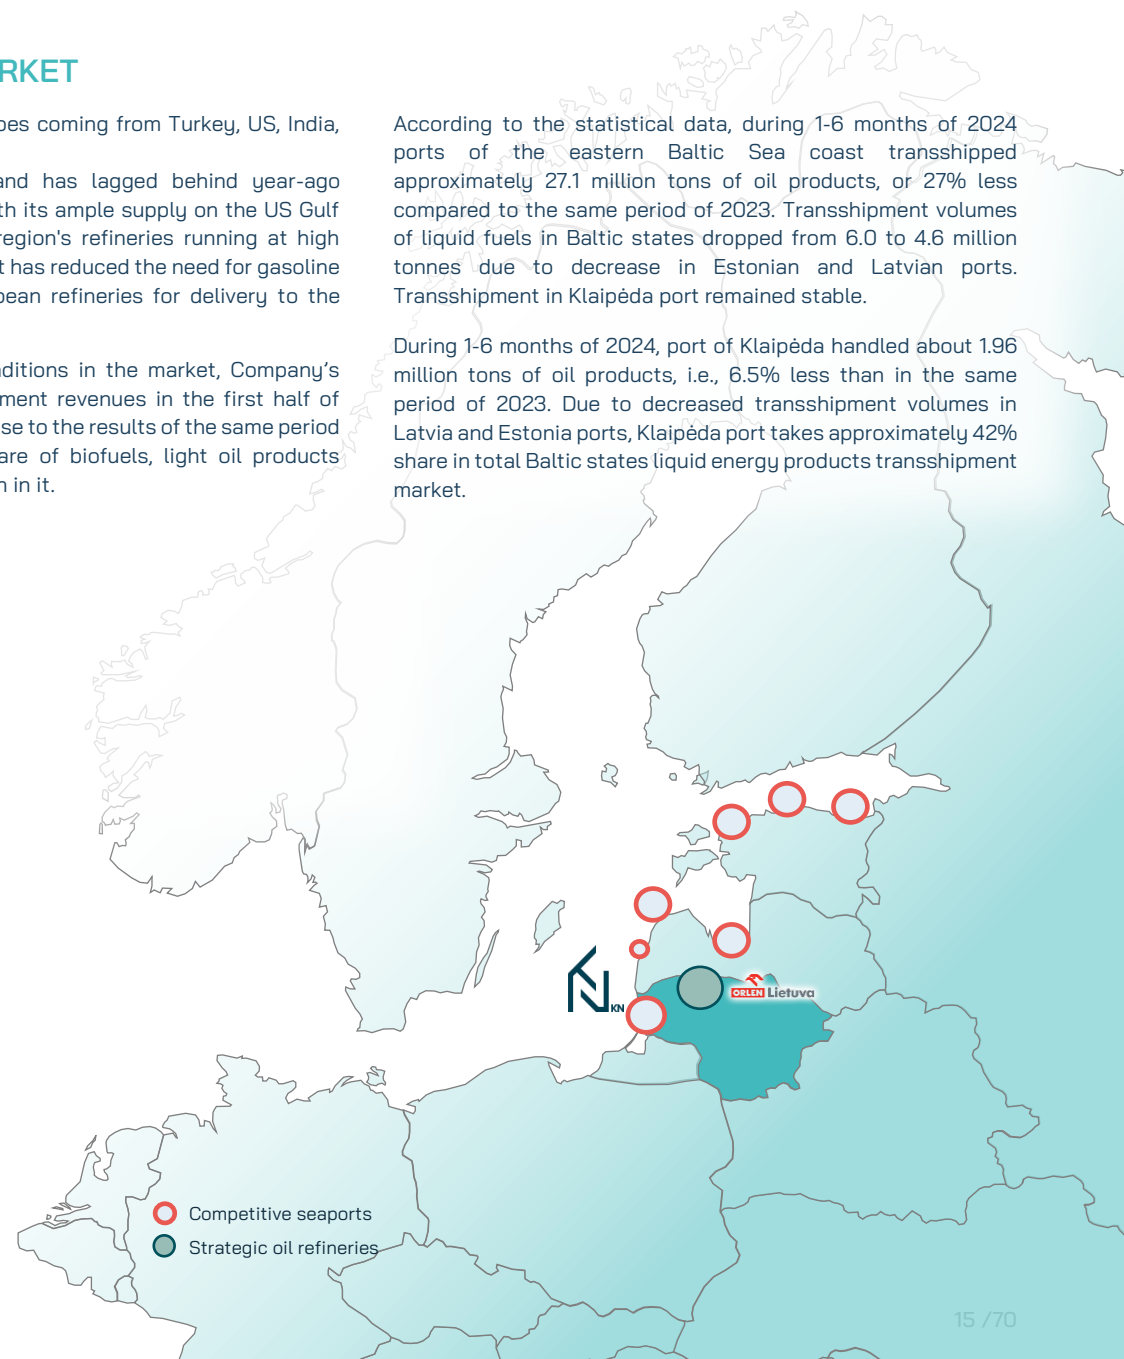 RKET
pes coming from Turkey, US, India,
and has lagged behind year-ago
th its ample supply on the US Gulf
region's refineries running at high
t has reduced the need for gasoline
pean refineries for delivery to the
nditions in the market, Company's
ment revenues in the first half of
se to the results of the same period
are of biofuels, light oil products
n in it.
According to the statistical data, during 1-6 months of 2024
ports of the eastern Baltic Sea coast transshipped
approximately 27.1 million tons of oil products, or 27% less
compared to the same period of 2023. Transshipment volumes
of liquid fuels in Baltic states dropped from 6.0 to 4.6 million
tonnes due to decrease in Estonian and Latvian ports.
Transshipment in Klaipėda port remained stable.
During 1-6 months of 2024, port of Klaipėda handled about 1.96
million tons of oil products, i.e., 6.5% less than in the same
period of 2023. Due to decreased transshipment volumes in
Latvia and Estonia ports, Klaipėda port takes approximately 42%
share in total Baltic states liquid energy products transshipment
market.
KN
ORLEN Lietuva
Competitive seaports
Strategic oil refineries
15 /70